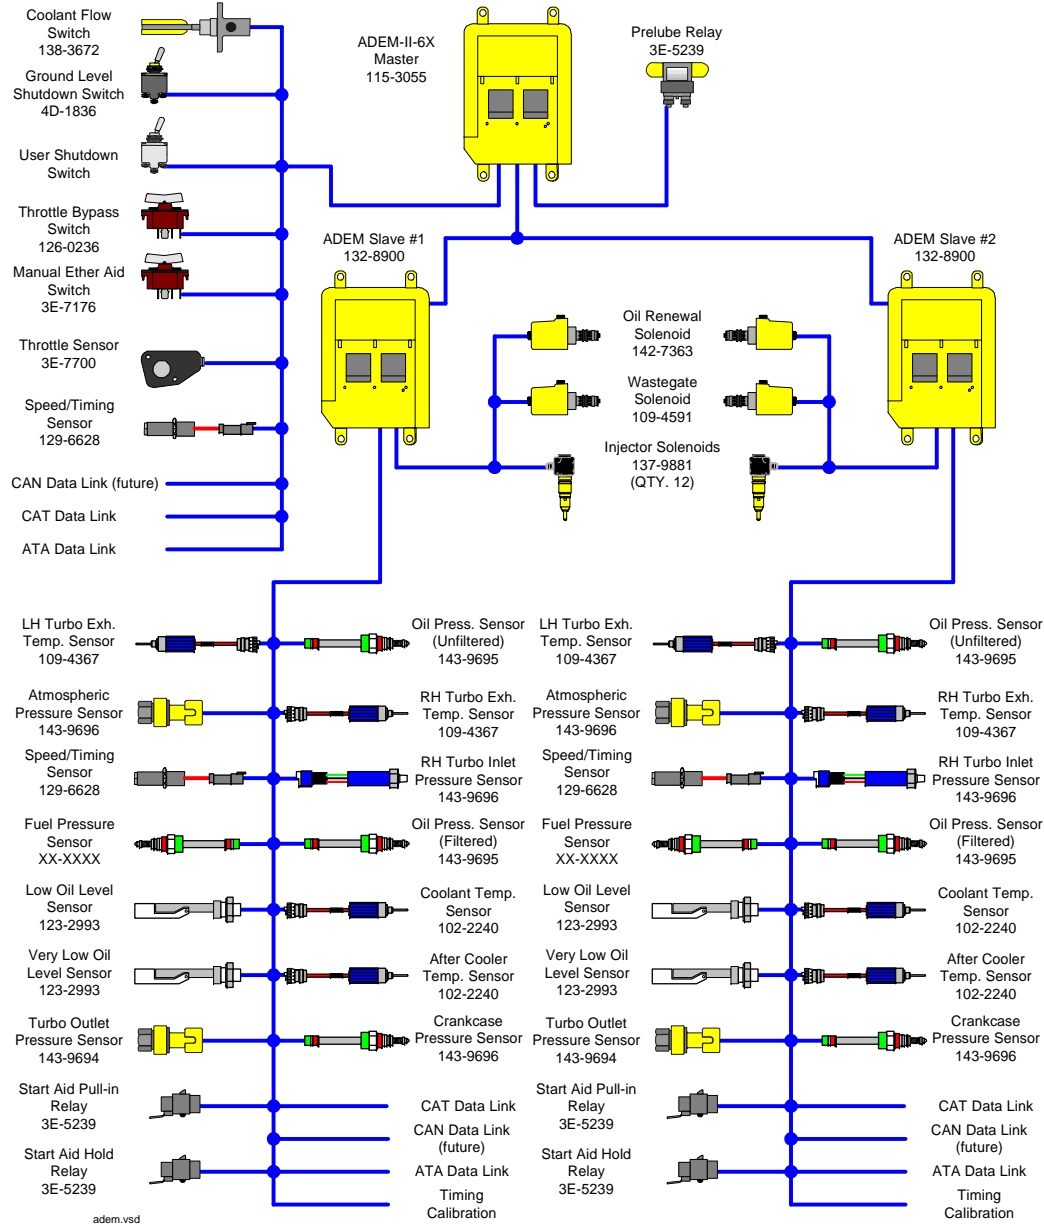 Coolant Flow
Switch
138-3672
Ground Level
Shutdown Switch
4D-1836
User Shutdown
Switch
Throttle Bypass
Switch
126-0236
Manual Ether Aid
Switch
3E-7176
Throttle Sensor
3E-7700
Speed/Timing
Sensor
129-6628
CAN Data Link (future)
CAT Data Link
ATA Data Link
ADEM-II-6X
Master
115-3055
Prelube Relay
3E-5239
ADEM Slave #1
132-8900
ADEM Slave #2
132-8900
Oil Renewal
Solenoid
142-7363
Wastegate
Solenoid
109-4591
Injector Solenoids
137-9881
(QTY. 12)
LH Turbo Exh.
Temp. Sensor
109-4367
Atmospheric
Pressure Sensor
143-9696
Speed/Timing
Sensor
129-6628
Fuel Pressure
Sensor
XX-XXXX
Low Oil Level
Sensor
123-2993
Very Low Oil
Level Sensor
123-2993
Turbo Outlet
Pressure Sensor
143-9694
Start Aid Pull-in
Relay
3E-5239
Start Aid Hold
Relay
3E-5239
Oil Press. Sensor
(Unfiltered)
143-9695
RH Turbo Exh.
Temp. Sensor
109-4367
RH Turbo Inlet
Pressure Sensor
143-9696
Oil Press. Sensor
(Filtered)
143-9695
Coolant Temp.
Sensor
102-2240
After Cooler
Temp. Sensor
102-2240
Crankcase
Pressure Sensor
143-9696
CAT Data Link
CAN Data Link
(future)
ATA Data Link
Timing
Calibration
LH Turbo Exh.
Temp. Sensor
109-4367
Atmospheric
Pressure Sensor
143-9696
Speed/Timing
Sensor
129-6628
Fuel Pressure
Sensor
XX-XXXX
Low Oil Level
Sensor
123-2993
Very Low Oil
Level Sensor
123-2993
Turbo Outlet
Pressure Sensor
143-9694
Start Aid Pull-in
Relay
3E-5239
Start Aid Hold
Relay
3E-5239
Oil Press. Sensor
(Unfiltered)
143-9695
RH Turbo Exh.
Temp. Sensor
109-4367
RH Turbo Inlet
Pressure Sensor
143-9696
Oil Press. Sensor
(Filtered)
143-9695
Coolant Temp.
Sensor
102-2240
After Cooler
Temp. Sensor
102-2240
Crankcase
Pressure Sensor
143-9696
CAT Data Link
CAN Data Link
(future)
ATA Data Link
Timing
Calibration
adem.vsd